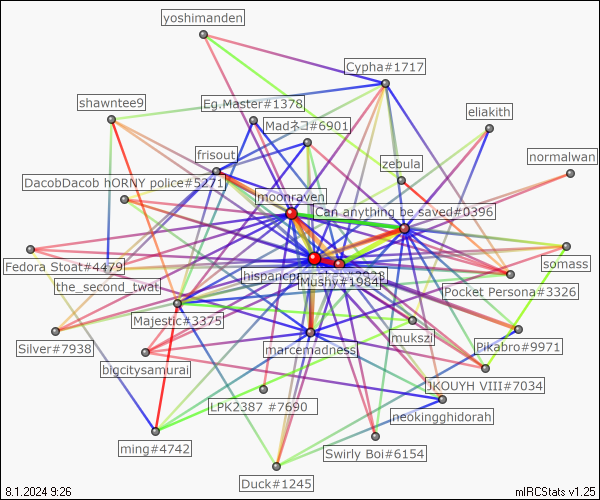 yoshimanden
Cypha#1717
shawntee9
Eg.Master#1378
eliakith
Madネコ#6901
frisout
zebula
normalwan
DacobDacob hORNY police#5271
moonraven
Can anything be saved#0396
somass
Fedora Stoat#4479
hispanco
Mushy#1984
the_second_twat
Pocket Persona#3326
Majestic#3375
mukszil
Pikabro#9971
Silver#7938
marcemadness
bigcitysamurai
JKOUYH VIII#7034
LPK2387 #7690
neokingghidorah
ming#4742
Swirly Boi#6154
Duck#1245
8.1.2024 9:26
mIRCStats v1.25